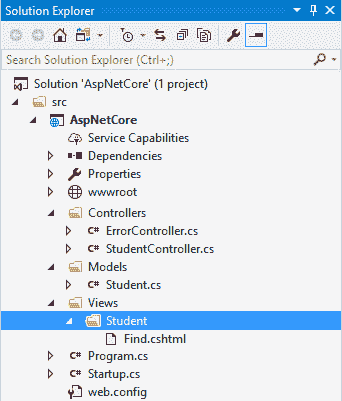 Solution Explorer
Search Solution Explorer (Ctrl+;)
Solution 'AspNetCore' (1 project)
src
AspNetCore
Service Capabilities
Dependencies
Properties
wwwroot
Controllers
C# ErrorController.cs
C# StudentController.cs
Models
C# Student.cs
Views
Student
Find.cshtml
C# Program.cs
C# Startup.cs
web.config